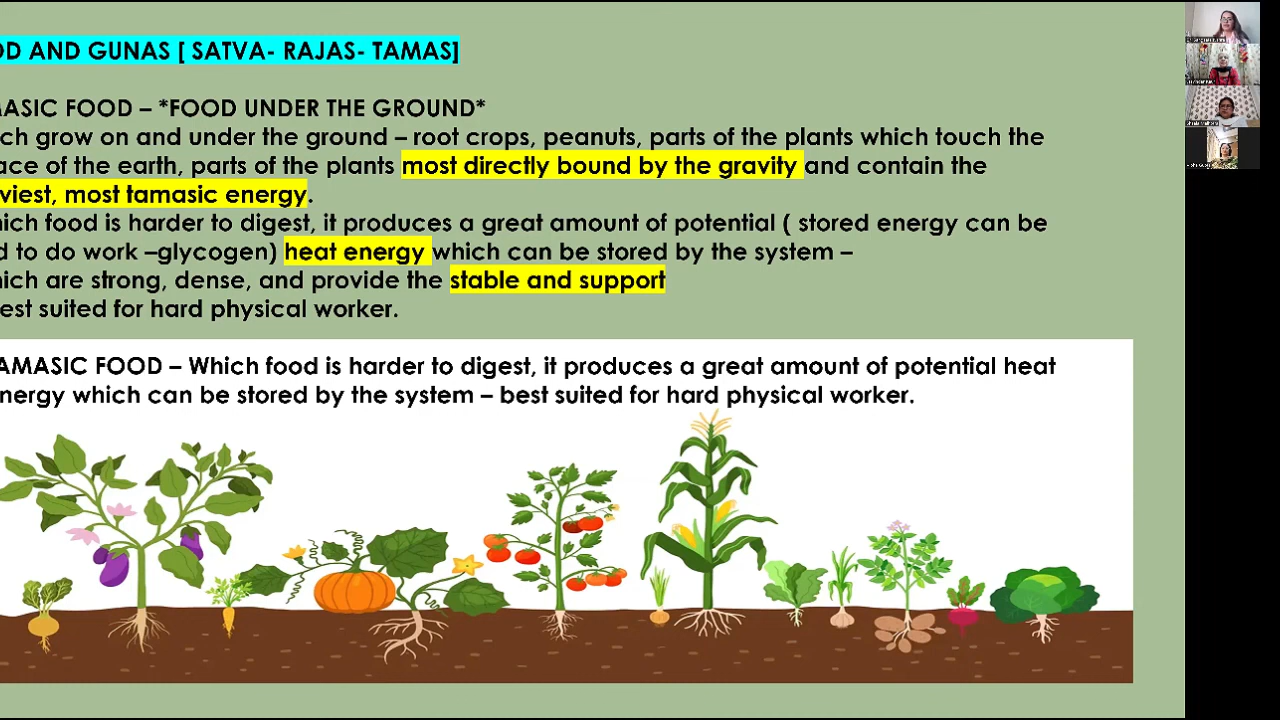 OD AND GUNAS [ SATVA- RAJAS- TAMAS]
MASIC FOOD – *FOOD UNDER THE GROUND*
ch grow on and under the ground – root crops, peanuts, parts of the plants which touch the
ace of the earth, parts of the plants most directly bound by the gravity and contain the
viest, most tamasic energy.
hich food is harder to digest, it produces a great amount of potential ( stored energy can be
d to do work –glycogen) heat energy which can be stored by the system –
hich are strong, dense, and provide the stable and support
est suited for hard physical worker.
AMASIC FOOD – Which food is harder to digest, it produces a great amount of potential heat
nergy which can be stored by the system – best suited for hard physical worker.